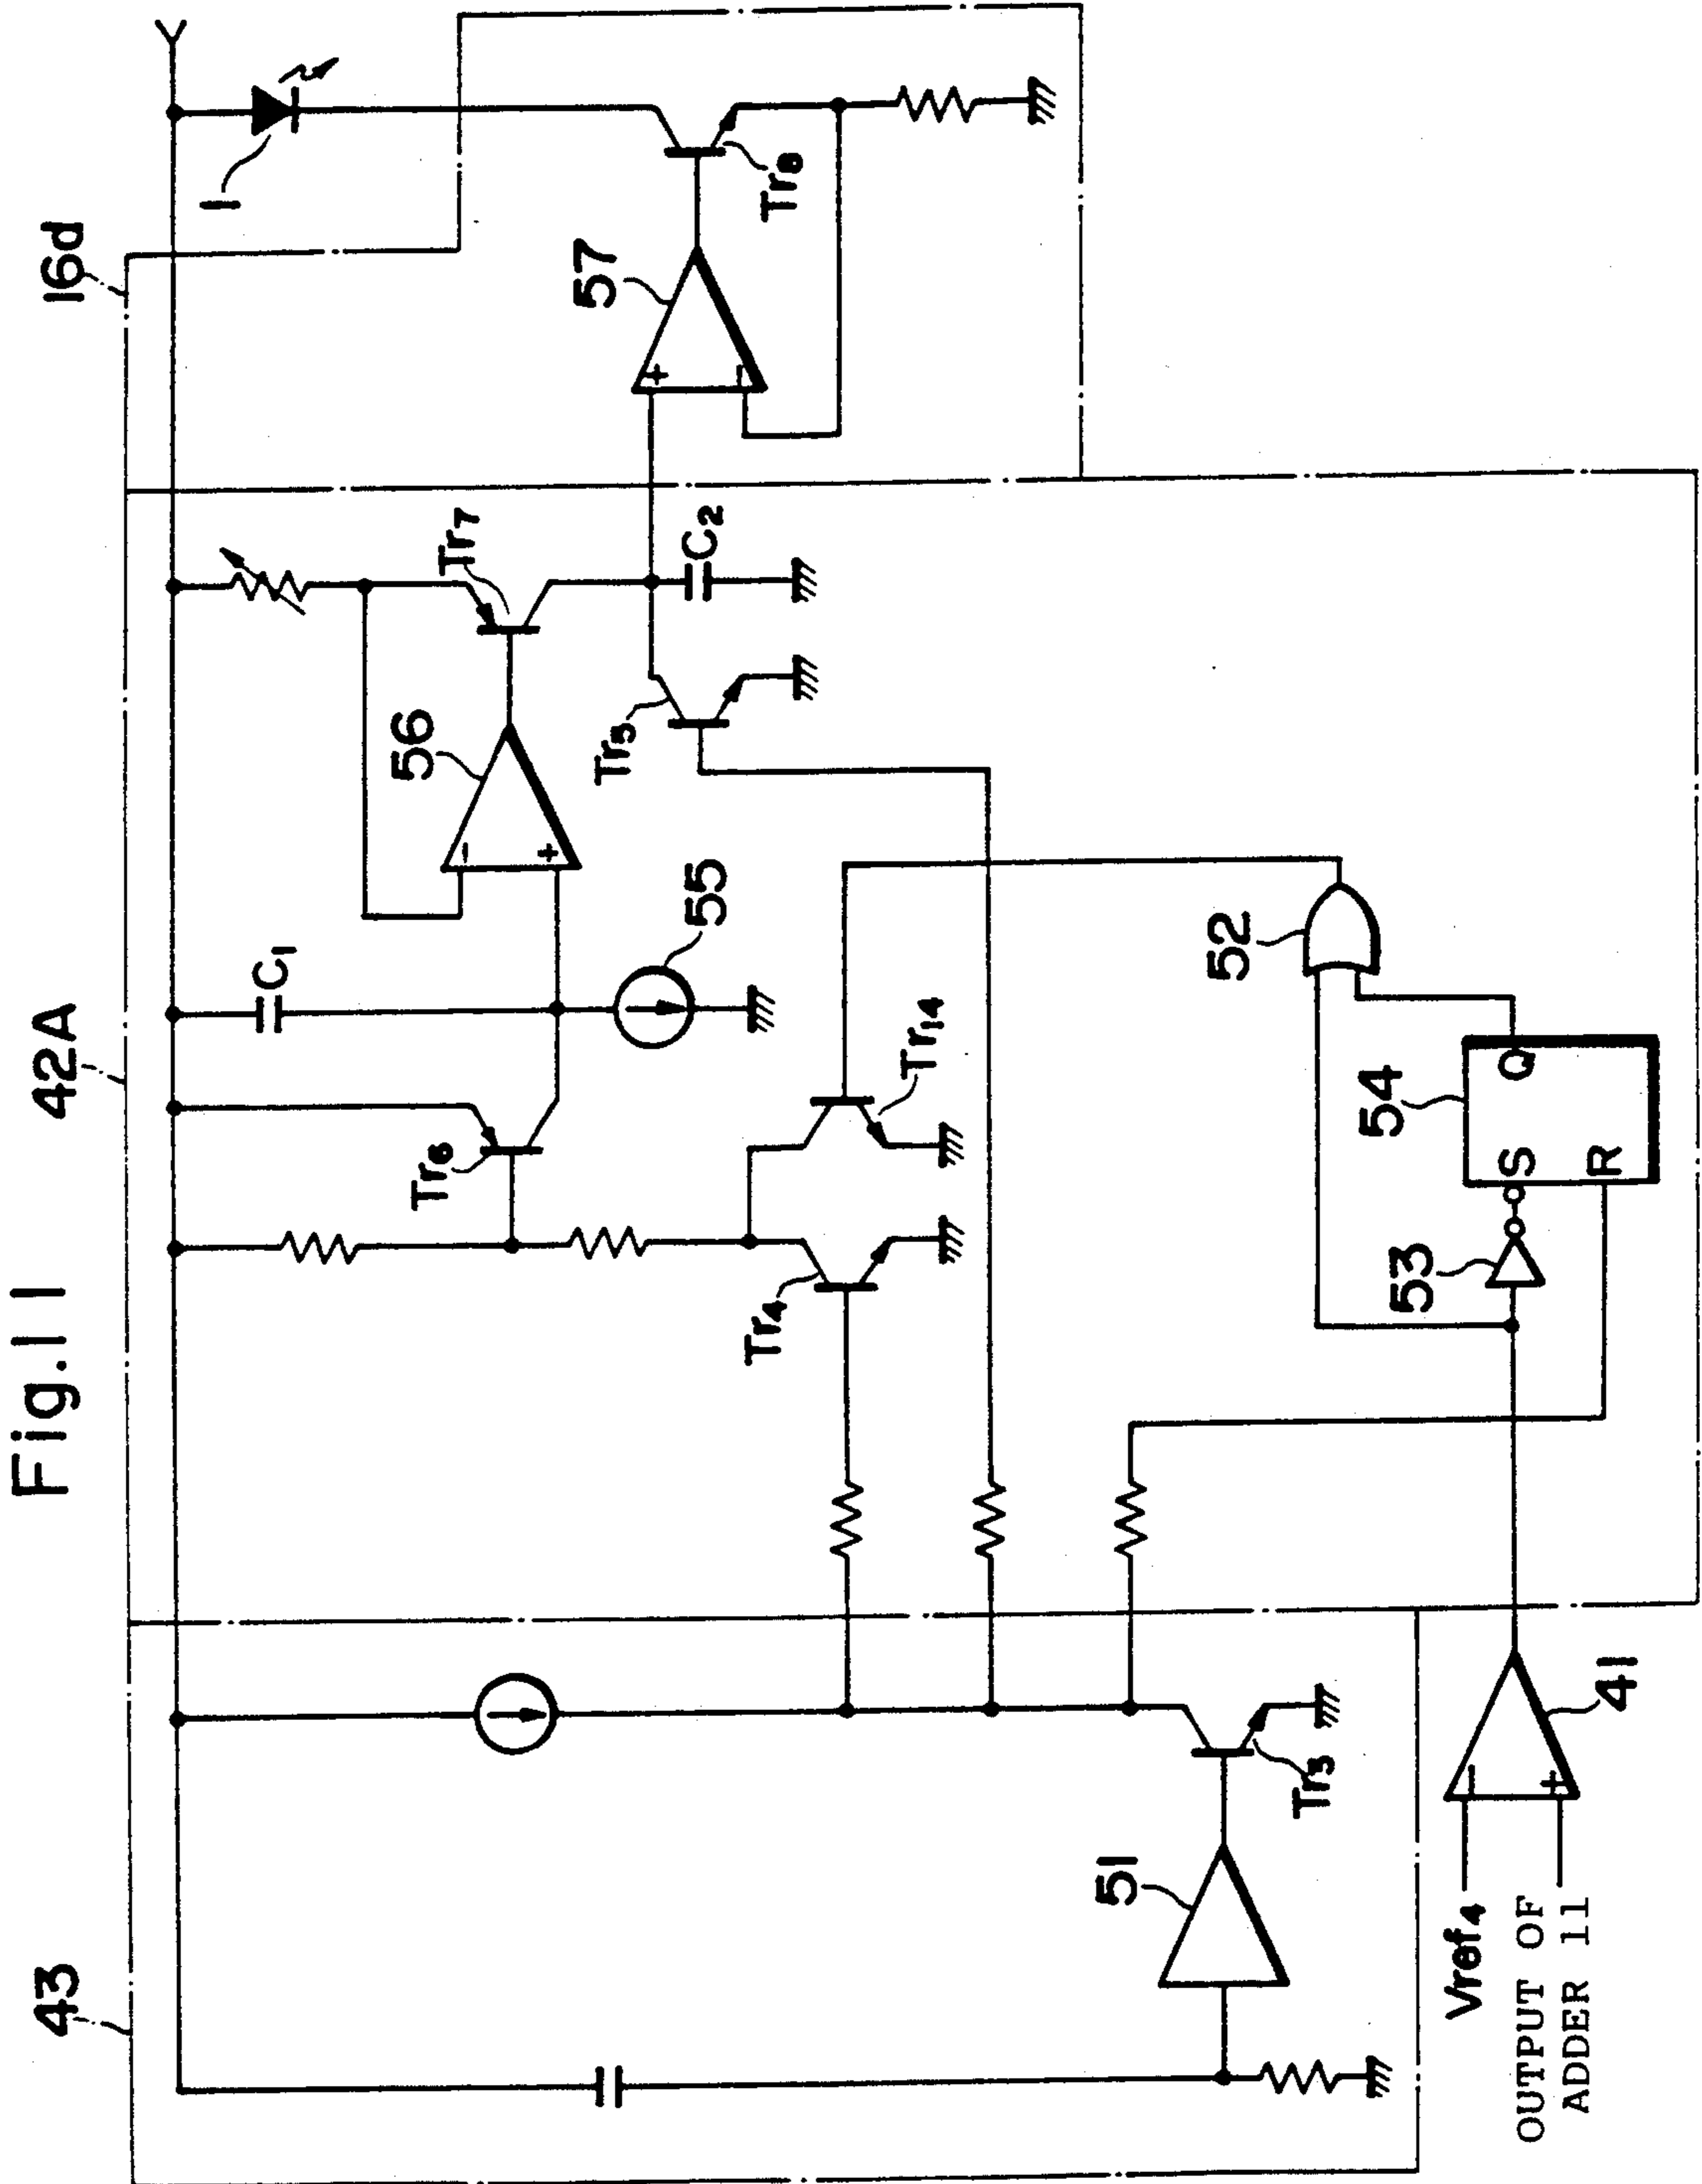 Fig.11
43
42A
16d
C1
Tr6
56
Tr7
1
-
+
55
Tr5
C2
57
+
-
Tr8
Tr4
Tr14
51
Tr3
52
53
54
S
Q
R
41
-
+
Vref4
OUTPUT OF
ADDER 11